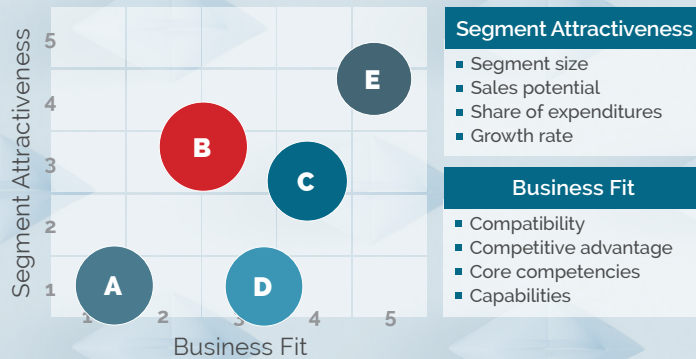 Segment Attractiveness
5
4
3
2
1
A
B
C
D
E
1
2
3
4
5
Business Fit
Segment Attractiveness
Segment size
Sales potential
Share of expenditures
Growth rate
Business Fit
Compatibility
Competitive advantage
Core competencies
Capabilities